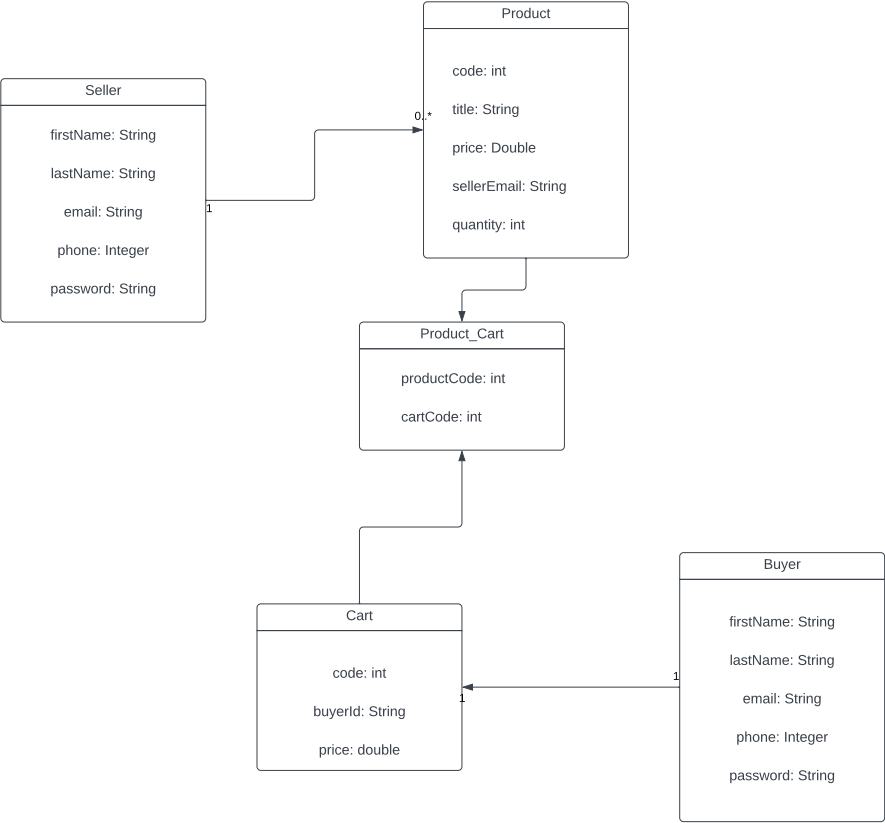 Product
code: int
title: String
price: Double
sellerEmail: String
quantity: int
0..*
Seller
firstName: String
lastName: String
email: String
phone: Integer
password: String
1
Product_Cart
productCode: int
cartCode: int
Cart
code: int
buyerId: String
price: double
1
1
Buyer
firstName: String
lastName: String
email: String
phone: Integer
password: String